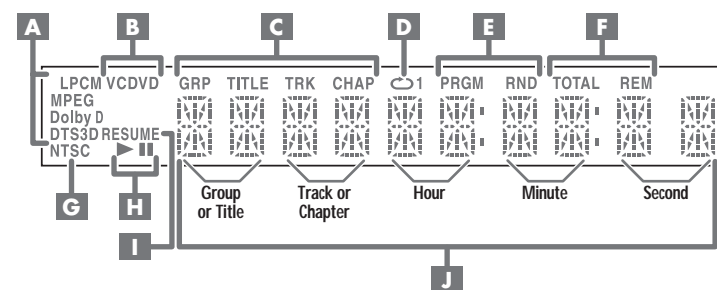 A B C D E F
LPCM VCDVD GRP TITLE TRK CHAP 1 PRGM RND TOTAL REM
MPEG
Dolby D
DTS3D RESUME
NTSC
Group or Title
Track or Chapter
Hour
Minute
Second
G H
I
J